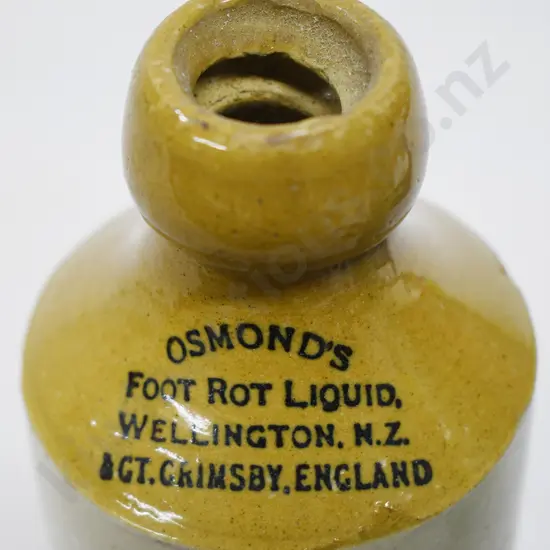 OSMOND'S
FOOT ROT LIQUID,
WELLINGTON. N.Z.
& GT. GRIMSBY, ENGLAND